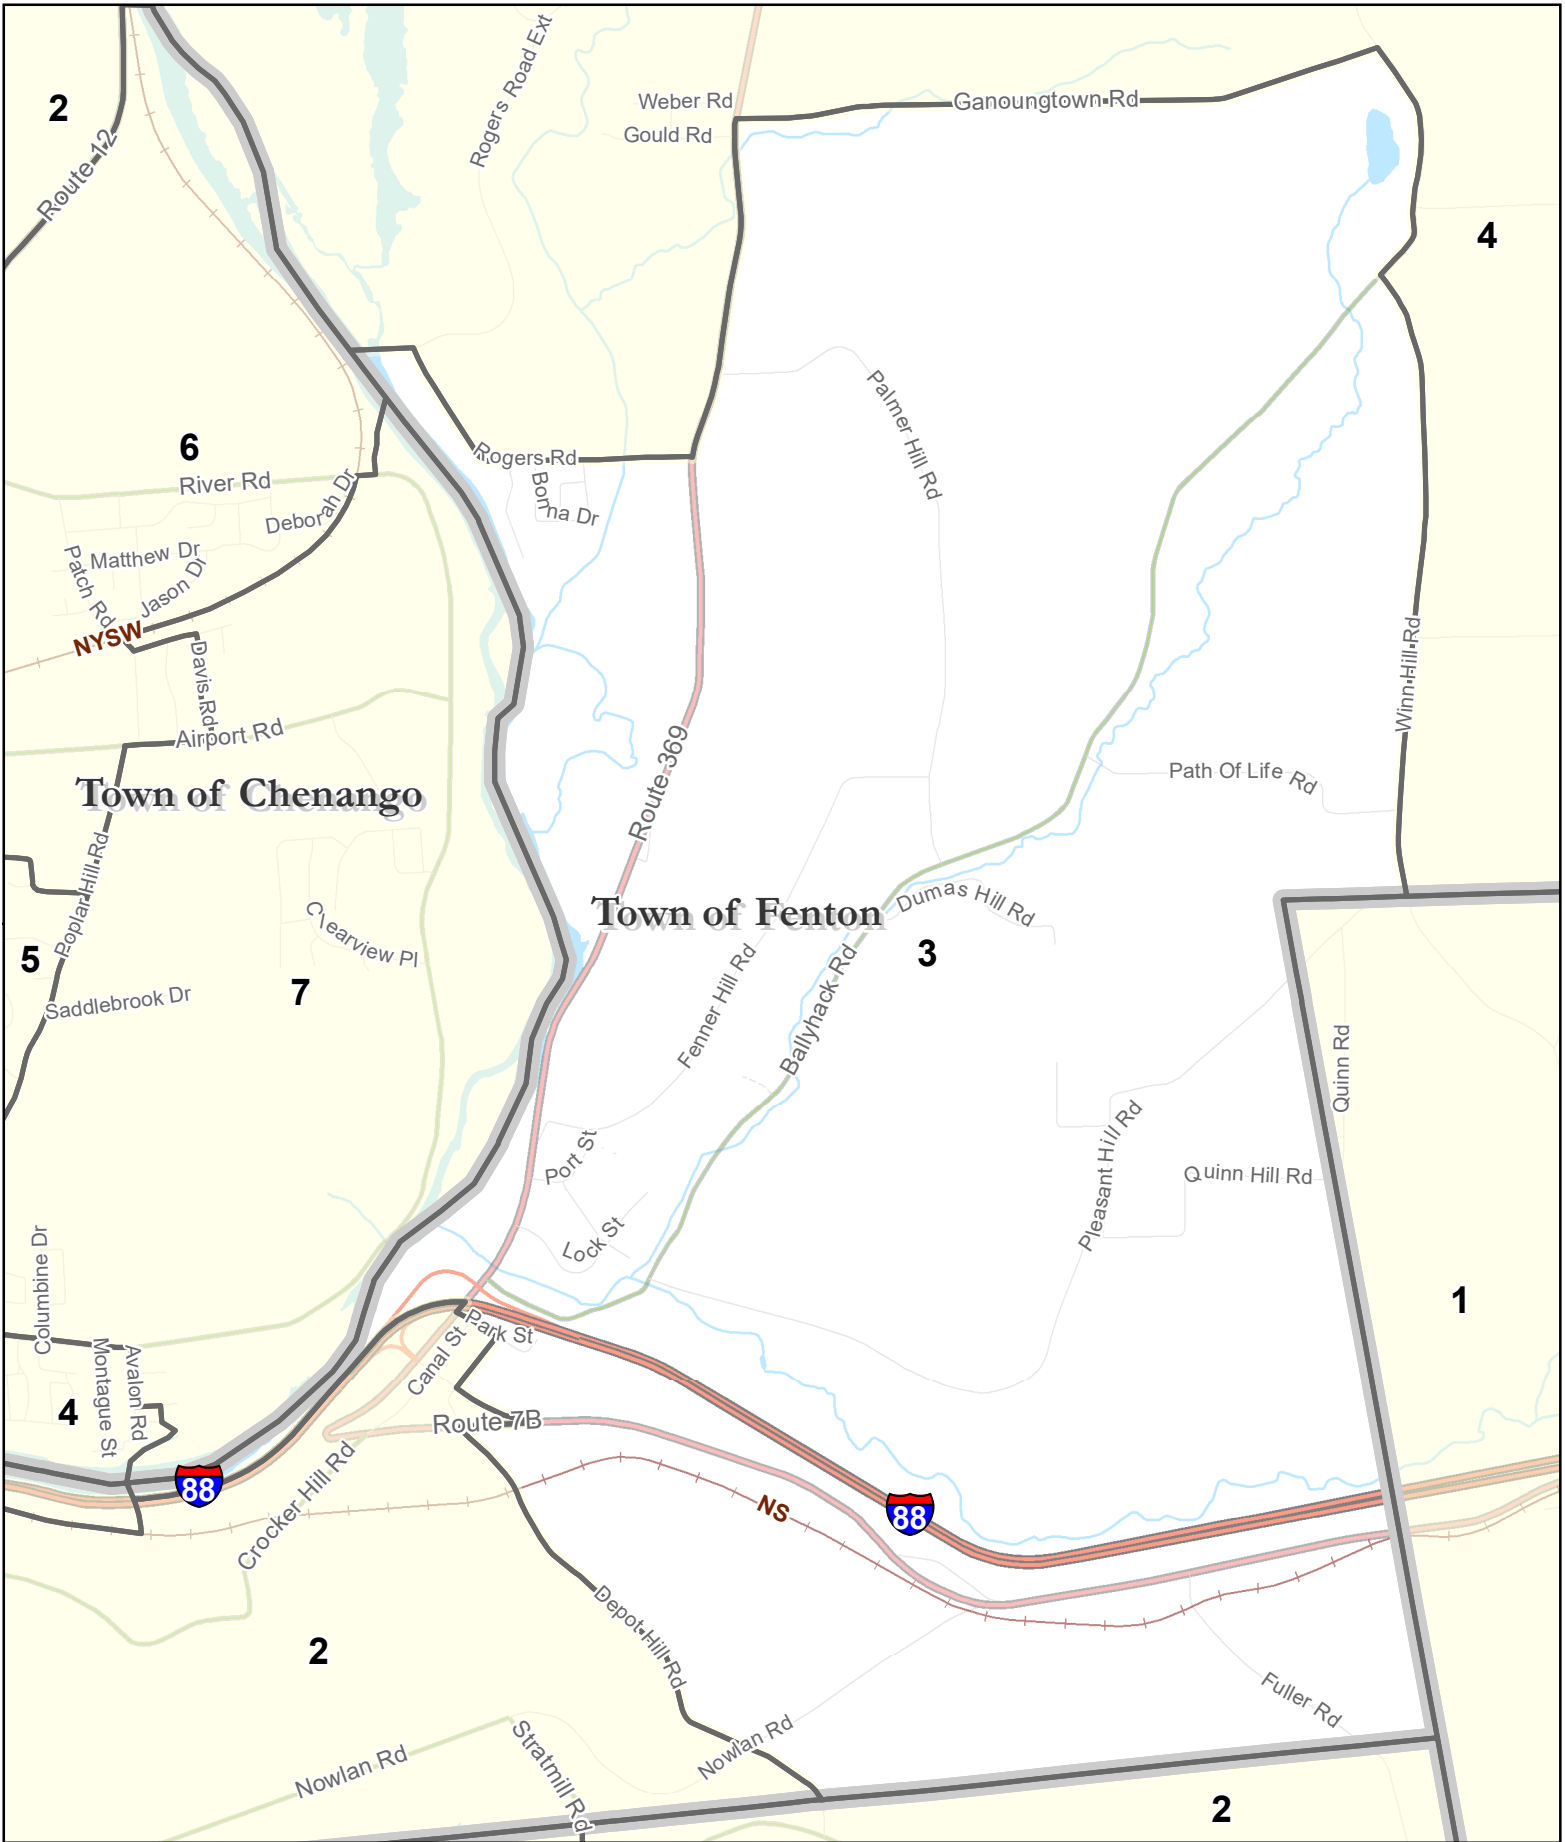 Rogers Road Ext
Weber Rd
Ganoungtown Rd
2
Gould Rd
Route 12
4
Palmer Hill Rd
6
Rogers Rd
River Rd
Bonna Dr
Deborah Dr
Matthew Dr
Patch Rd
Jason Dr
NYSW
Davis Rd
Winn Hill Rd
Airport Rd
Route 369
Path Of Life Rd
Town of Chenango
Poplar Hill Rd
Town of Fenton
Dumas Hill Rd
Clearview Pl
5
3
7
Saddlebrook Dr
Fenner Hill Rd
Ballyhack Rd
Quinn Rd
Port St
Pleasant Hill Rd
Quinn Hill Rd
Lock St
Columbine Dr
1
Park St
Canal St
Montague St
Avalon Rd
4
Route 7B
88
88
NS
Crocker Hill Rd
Depot Hill Rd
2
Fuller Rd
Nowlan Rd
Nowlan Rd
Stratmill Rd
2